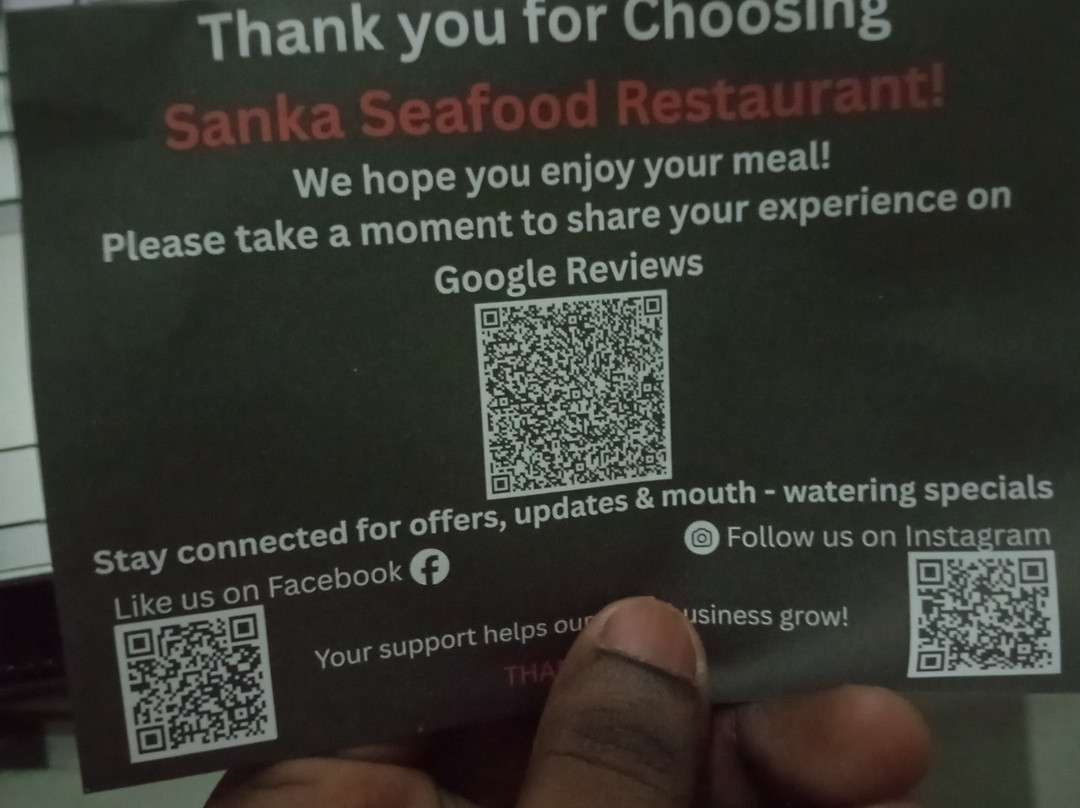 Thank you for Choosing
Sanka Seafood Restaurant!
We hope you enjoy your meal!
Please take a moment to share your experience on
Google Reviews
Stay connected for offers, updates & mouth - watering specials
Like us on Facebook
Follow us on Instagram
Your support helps our usiness grow!
THA